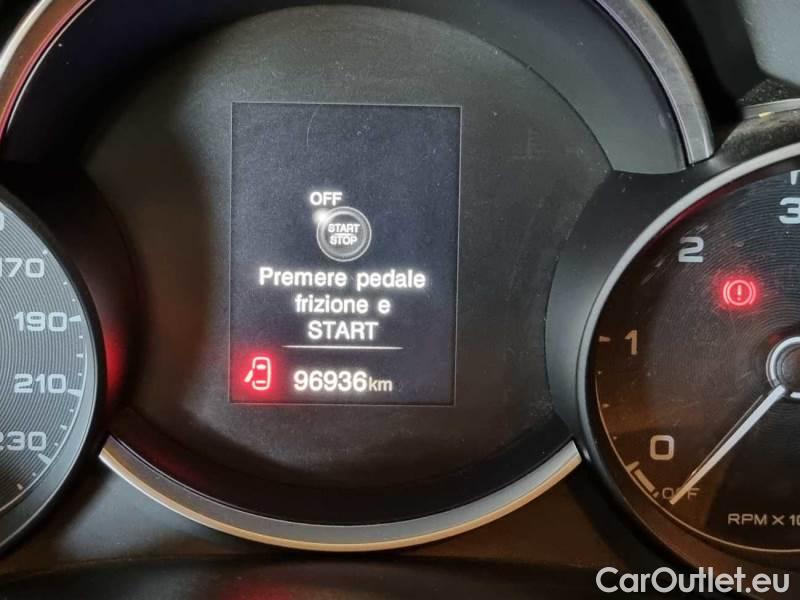 OFF
START
STOP
Premere pedale
frizione e
START
96936km
170
190
210
230
3
2
1
0
OFF
RPM X 10
CarOutlet.eu